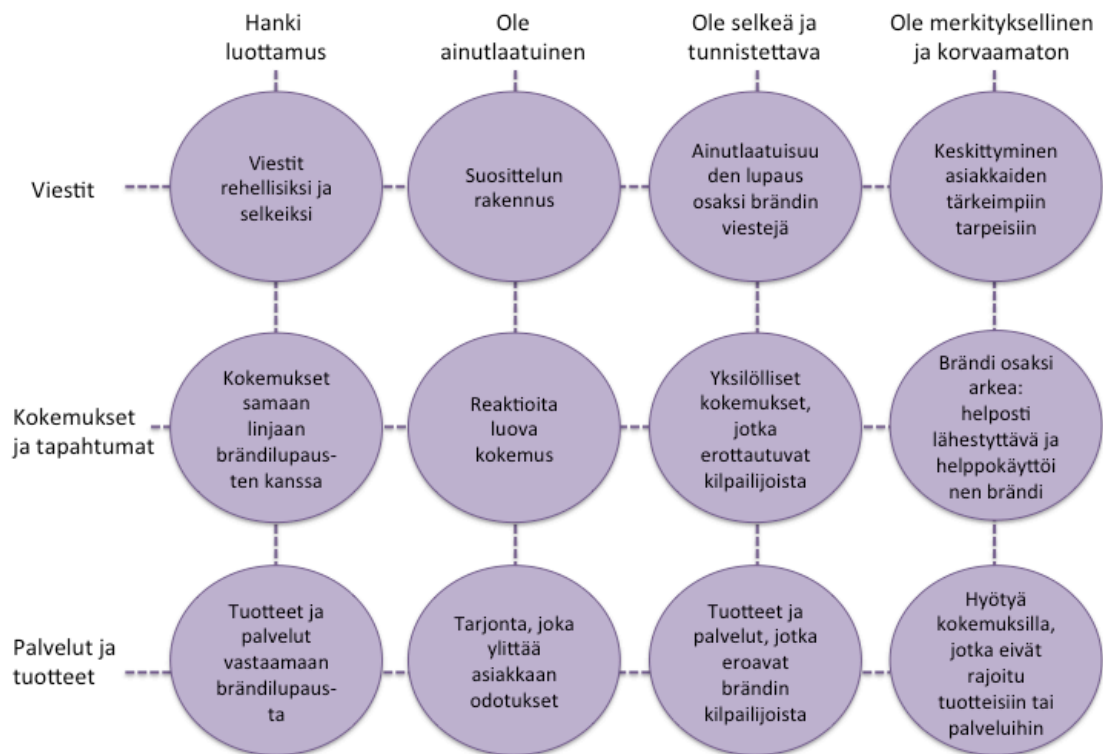 Hanki
luottamus
Ole
ainutlaatuinen
Ole selkeä ja
tunnistettava
Ole merkityksellinen
ja korvaamaton
Viestit
Viestit
rehellisiksi ja
selkeiksi
Suosittelun
rakennus
Ainutlaatuisuu
den lupaus
osaksi brändin
viestejä
Keskittyminen
asiakkaiden
tärkeimpiin
tarpeisiin
Kokemukset
ja tapahtumat
Kokemukset
samaan
linjaan
brändilupaus-
ten kanssa
Reaktioita
luova
kokemus
Yksilölliset
kokemukset,
jotka
erottautuvat
kilpailijoista
Brändi osaksi
arkea:
helposti
lähestyttävä ja
helppokäyttöi
nen brändi
Palvelut ja
tuotteet
Tuotteet ja
palvelut
vastaamaan
brändilupaus-
ta
Tarjonta, joka
ylittää
asiakkaan
odotukset
Tuotteet ja
palvelut, jotka
eroavat
brändin
kilpailijoista
Hyötyä
kokemuksilla,
jotka eivät
rajoitu
tuotteisiin tai
palveluihin